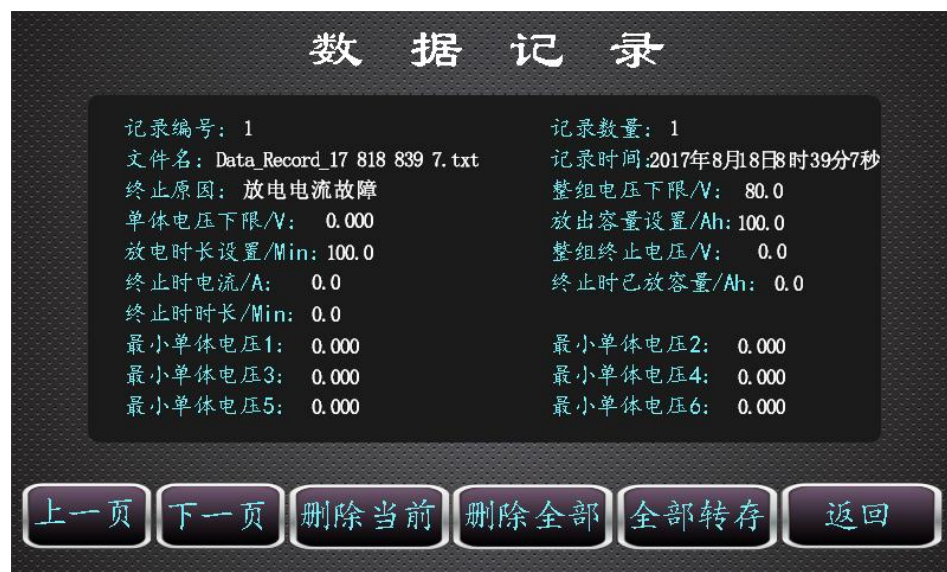 数 据 记 录
记录编号: 1 记录数量: 1
文件名: Data_Record_17 818 839 7.txt 记录时间:2017年8月18日8时39分7秒
终止原因: 放电电流故障 整组电压下限/V: 80.0
单体电压下限/V: 0.000 放出容量设置/Ah: 100.0
放电时长设置/Min: 100.0 整组终止电压/V: 0.0
终止时电流/A: 0.0 终止时已放容量/Ah: 0.0
终止时时长/Min: 0.0
最小单体电压1: 0.000 最小单体电压2: 0.000
最小单体电压3: 0.000 最小单体电压4: 0.000
最小单体电压5: 0.000 最小单体电压6: 0.000
上一页 下一页 删除当前 删除全部 全部转存 返回